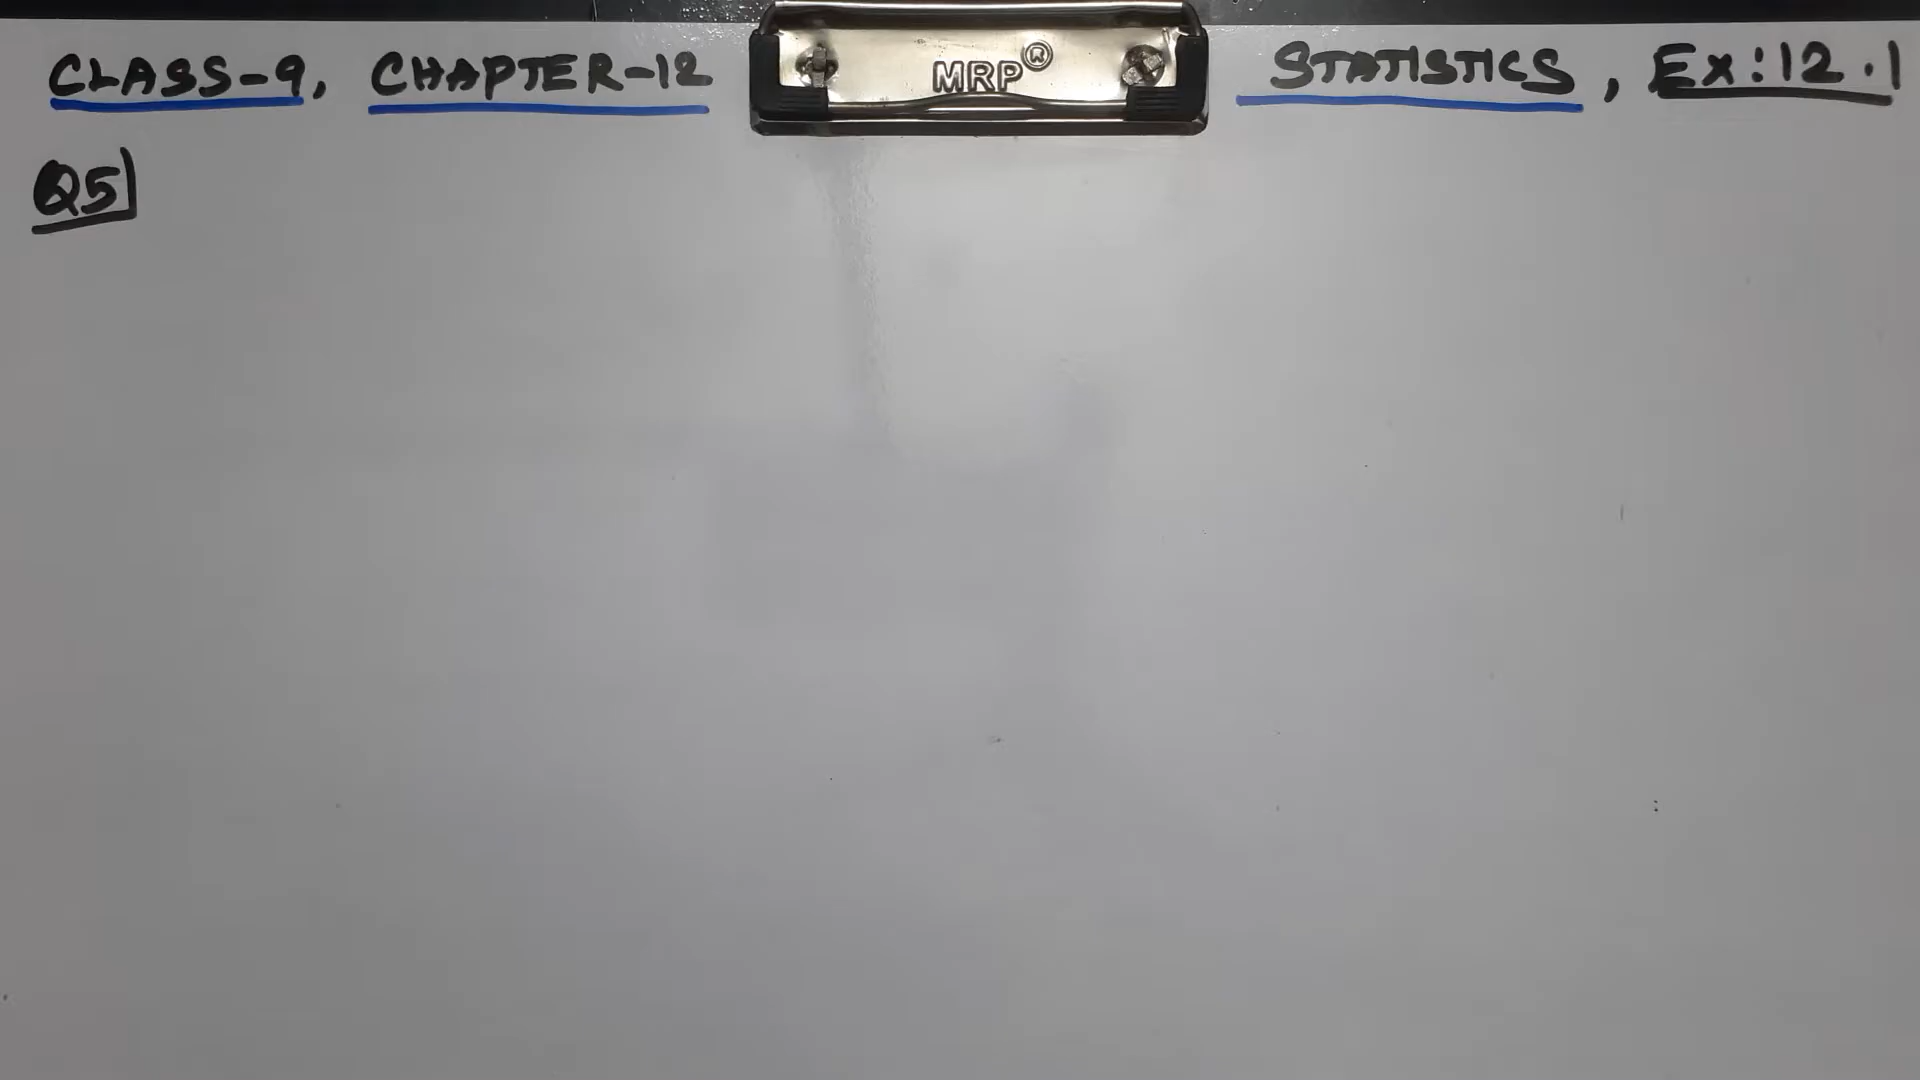 CLASS-9, CHAPTER-12 MRP® STATISTICS, Ex:12.1
Q5